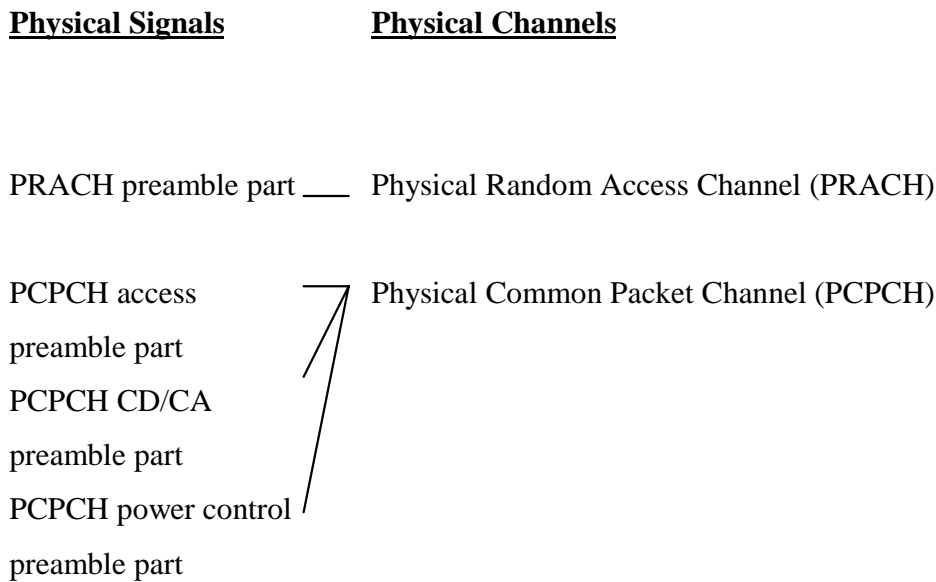 Physical Signals Physical Channels
PRACH preamble part Physical Random Access Channel (PRACH)
PCPCH access Physical Common Packet Channel (PCPCH)
preamble part
PCPCH CD/CA
preamble part
PCPCH power control
preamble part